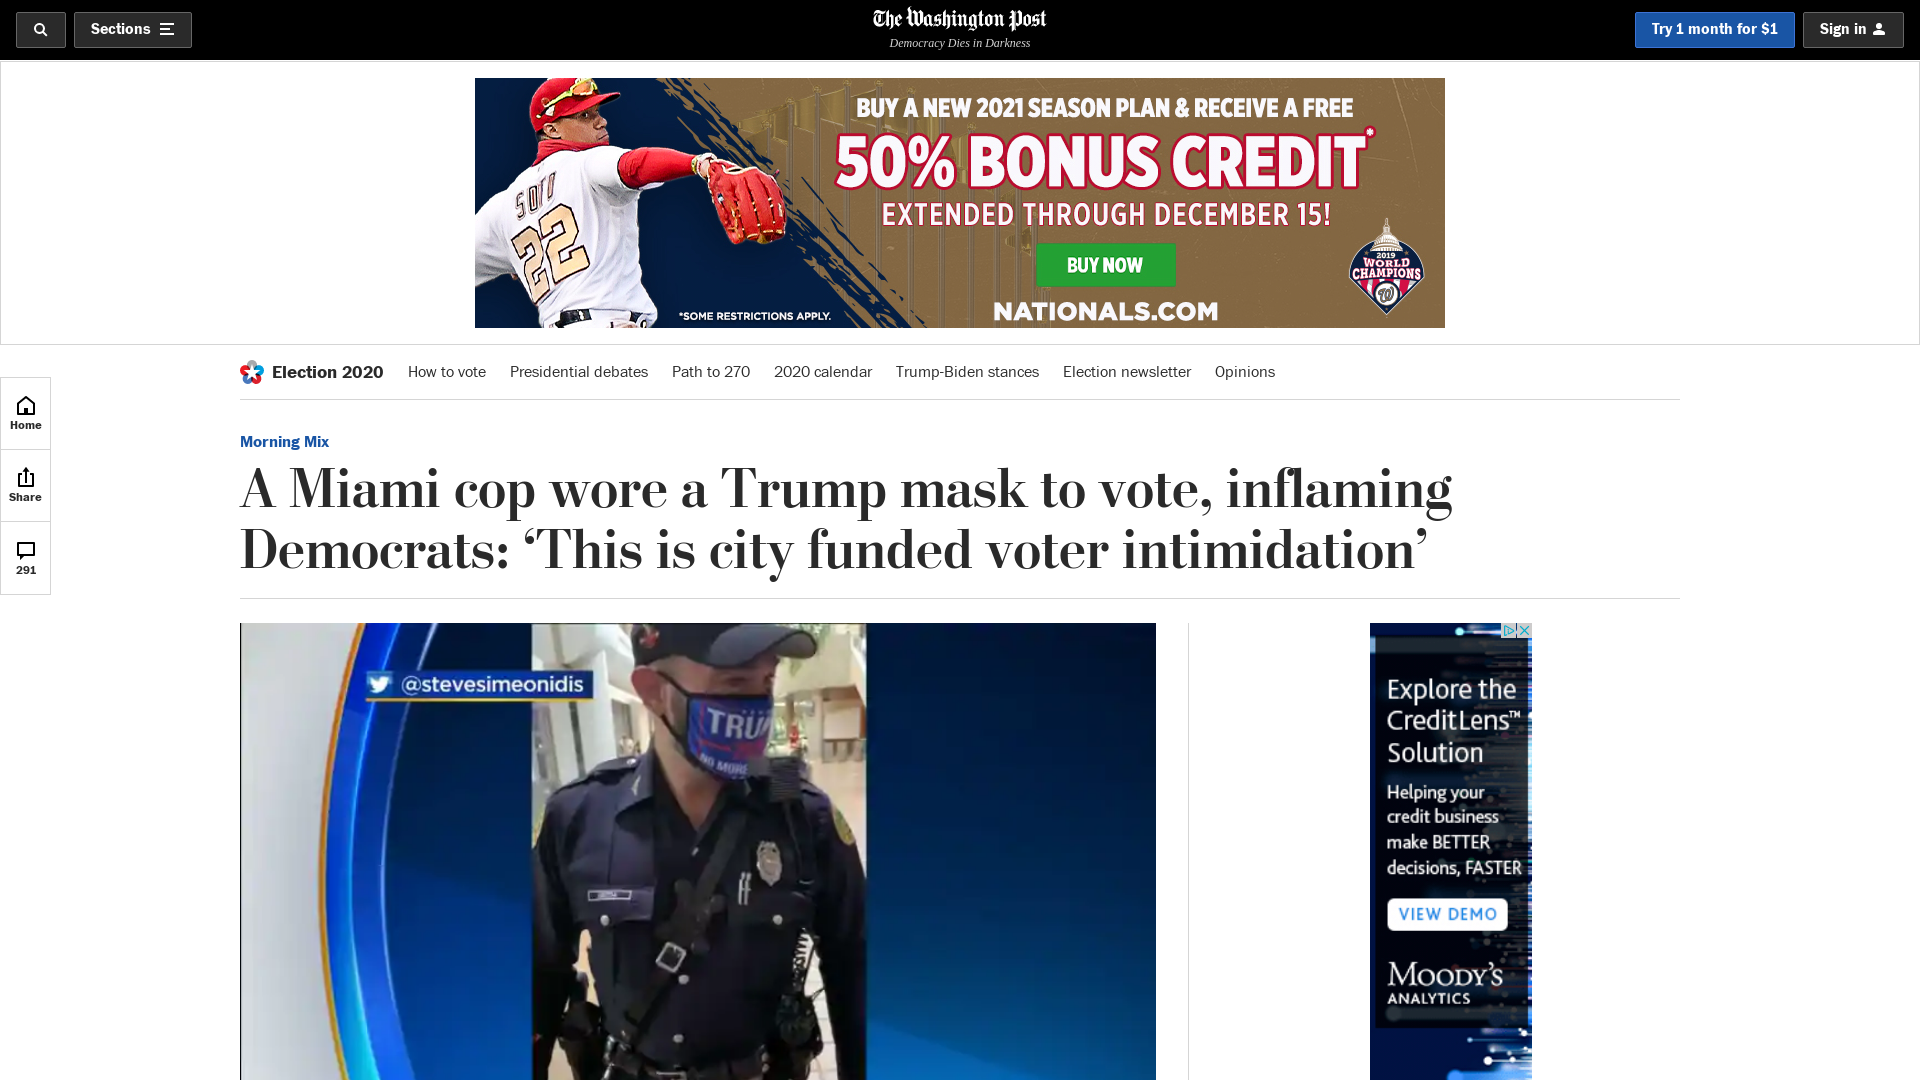 Sections
The Washington Post
Democracy Dies in Darkness
Try 1 month for $1
Sign in
BUY A NEW 2021 SEASON PLAN & RECEIVE A FREE
50% BONUS CREDIT*
EXTENDED THROUGH DECEMBER 15!
BUY NOW
NATIONALS.COM
*SOME RESTRICTIONS APPLY.
22
2019
WORLD
CHAMPIONS
W
Election 2020
How to vote
Presidential debates
Path to 270
2020 calendar
Trump-Biden stances
Election newsletter
Opinions
Home
Share
291
Morning Mix
A Miami cop wore a Trump mask to vote, inflaming
Democrats: ‘This is city funded voter intimidation’
@stevesimeonidis
TRUM
NO MORE
Explore the
CreditLens™
Solution
Helping your
credit business
make BETTER
decisions, FASTER
VIEW DEMO
MOODY'S
ANALYTICS